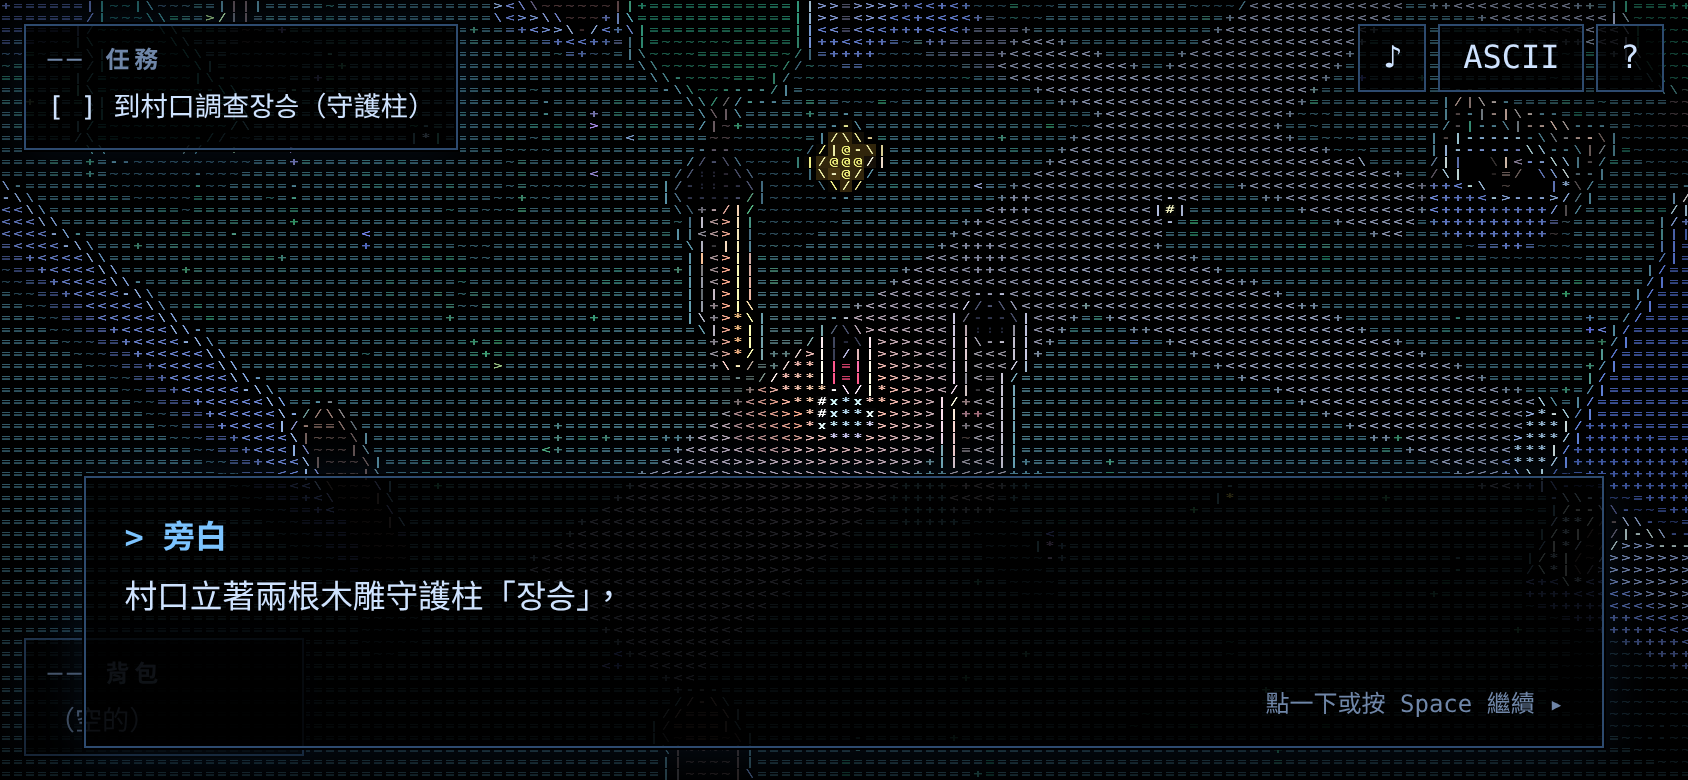 —— 任務
[ ] 到村口調查장승（守護柱）
♪
ASCII
?
> 旁白
村口立著兩根木雕守護柱「장승」，
點一下或按 Space 繼續 ▸
—— 背包
（空的）